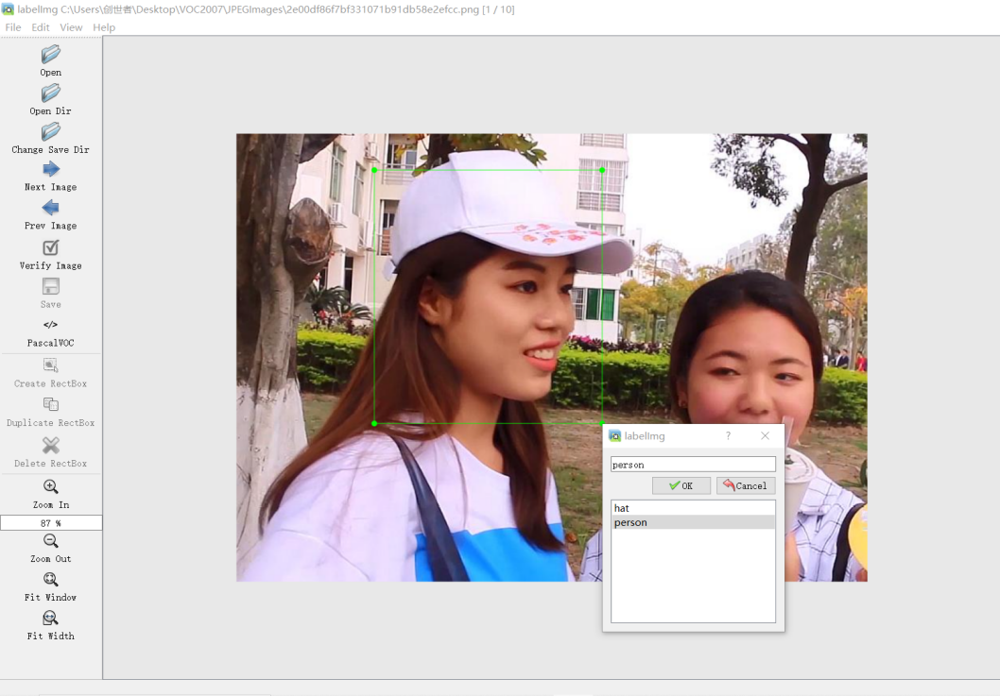 labelImg C:\Users\创世者\Desktop\VOC2007\JPEGImages\2e00df86f7bf331071b91db58e2efcc.png [1 / 10]
File Edit View Help
Open
Open Dir
Change Save Dir
Next Image
Prev Image
Verify Image
Save
</>
PascalVOC
Create RectBox
Duplicate RectBox
Delete RectBox
Zoom In
87 %
Zoom Out
Fit Window
Fit Width
labelImg ?
person
OK Cancel
hat
person